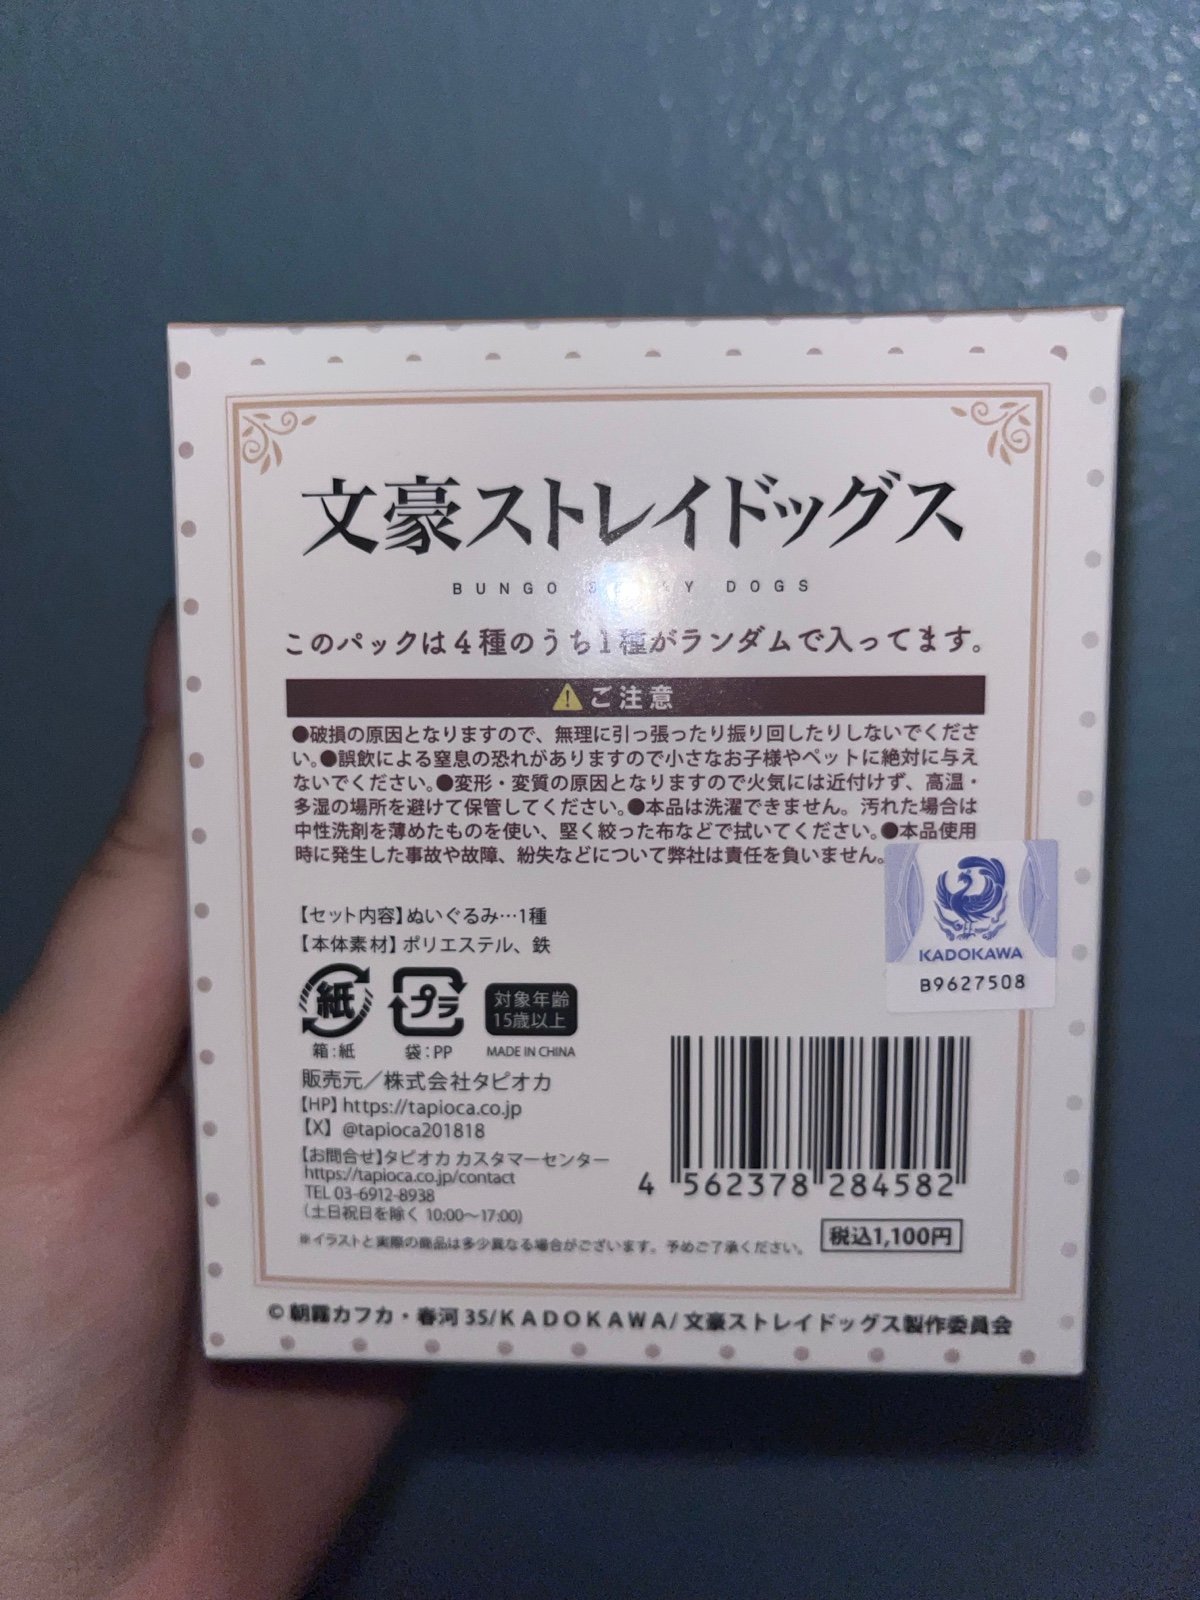 文豪ストレイドッグス
BUNGO STRAY DOGS
このパックは4種のうち1種がランダムで入ってます。
ご注意
●破損の原因となりますので、無理に引っ張ったり振り回したりしないでくださ
い。●誤飲による窒息の恐れがありますので小さなお子様やペットに絶対に与え
ないでください。●変形・変質の原因となりますので火気には近付けず、高温・
多湿の場所を避けて保管してください。●本品は洗濯できません。汚れた場合は
中性洗剤を薄めたものを使い、堅く絞った布などで拭いてください。●本品使用
時に発生した事故や故障、紛失などについて弊社は責任を負いません。
KADOKAWA
B9627508
【セット内容】ぬいぐるみ…1種
【本体素材】ポリエステル、鉄
紙
箱:紙
プラ
袋:PP
対象年齢
15歳以上
MADE IN CHINA
販売元／株式会社タピオカ
【HP】https://tapioca.co.jp
【X】@tapioca201818
【お問合せ】タピオカ カスタマーセンター
https://tapioca.co.jp/contact
TEL 03-6912-8938
(土日祝日を除く 10:00〜17:00)
※イラストと実際の商品は多少異なる場合がございます。予めご了承ください。
4 562378 284582
税込1,100円
© 朝霧カフカ・春河35/KADOKAWA/文豪ストレイドッグス製作委員会